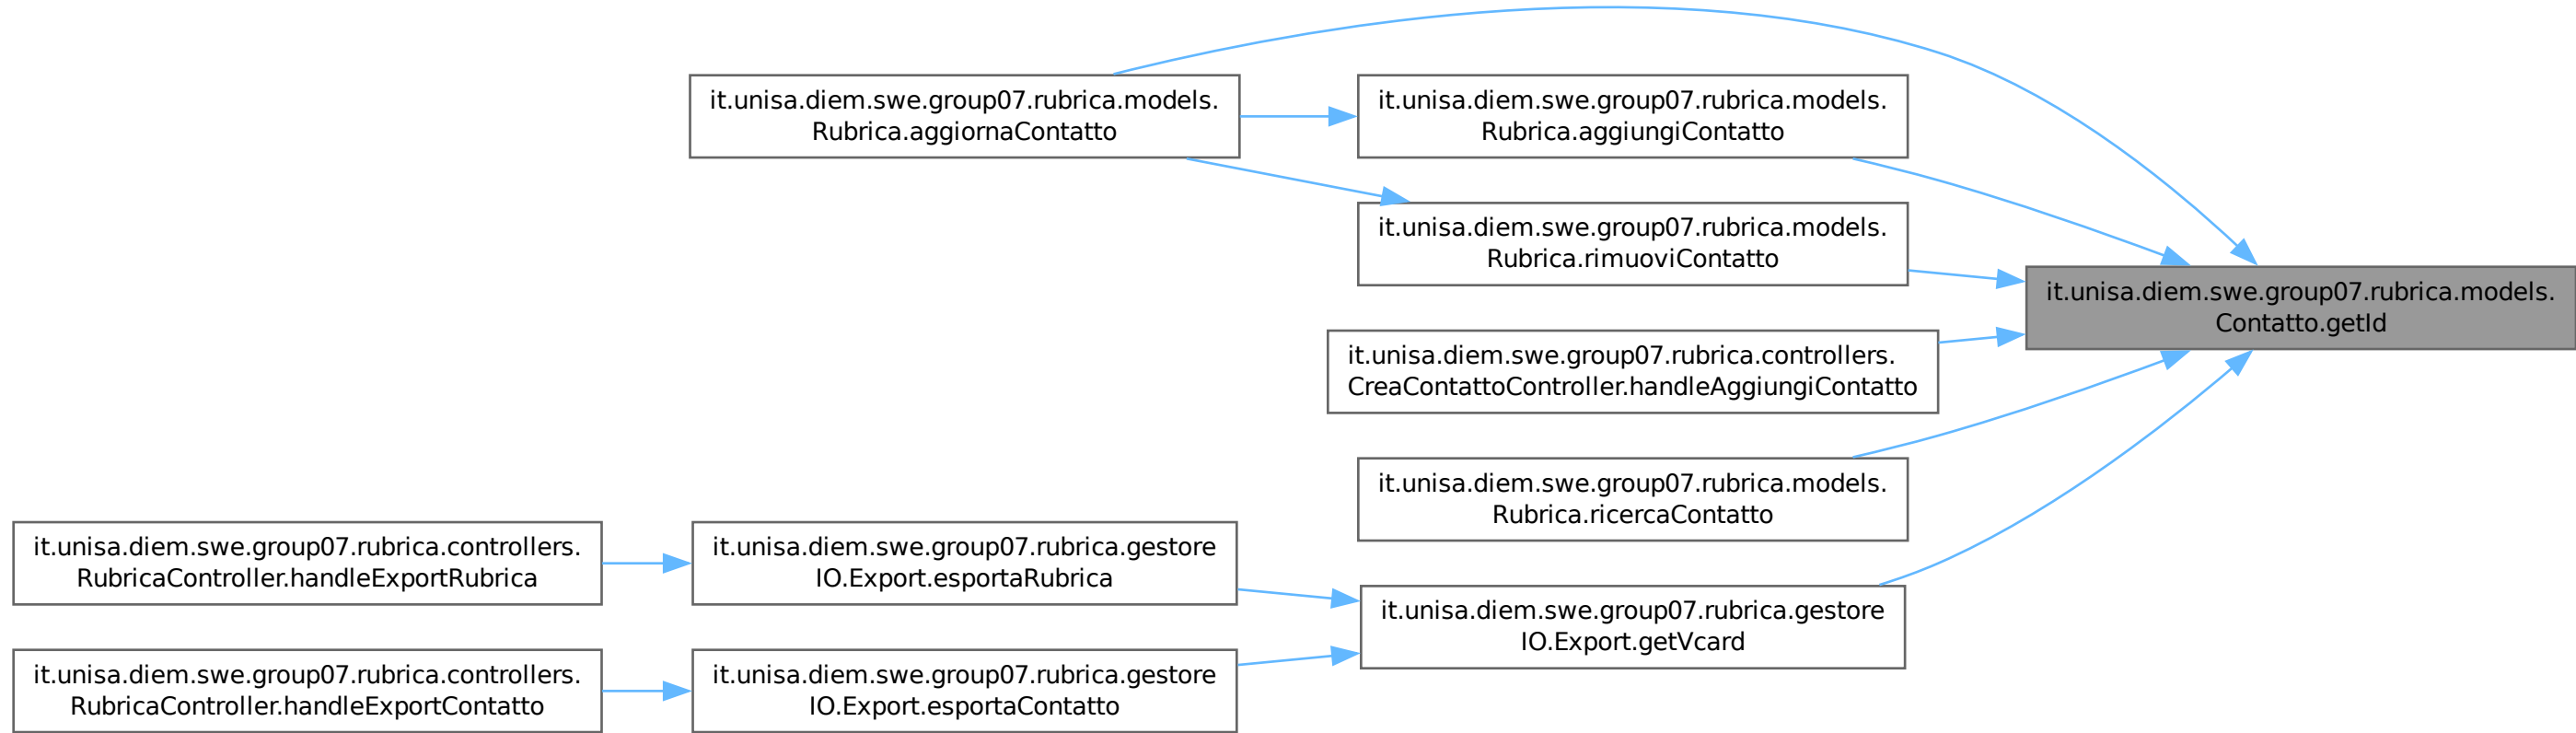 it.unisa.diem.swe.group07.rubrica.models.
Rubrica.aggiornaContatto
it.unisa.diem.swe.group07.rubrica.models.
Rubrica.aggiungiContatto
it.unisa.diem.swe.group07.rubrica.models.
Rubrica.rimuoviContatto
it.unisa.diem.swe.group07.rubrica.models.
Contatto.getId
it.unisa.diem.swe.group07.rubrica.controllers.
CreaContattoController.handleAggiungiContatto
it.unisa.diem.swe.group07.rubrica.models.
Rubrica.ricercaContatto
it.unisa.diem.swe.group07.rubrica.controllers.
RubricaController.handleExportRubrica
it.unisa.diem.swe.group07.rubrica.gestore
IO.Export.esportaRubrica
it.unisa.diem.swe.group07.rubrica.gestore
IO.Export.getVcard
it.unisa.diem.swe.group07.rubrica.controllers.
RubricaController.handleExportContatto
it.unisa.diem.swe.group07.rubrica.gestore
IO.Export.esportaContatto